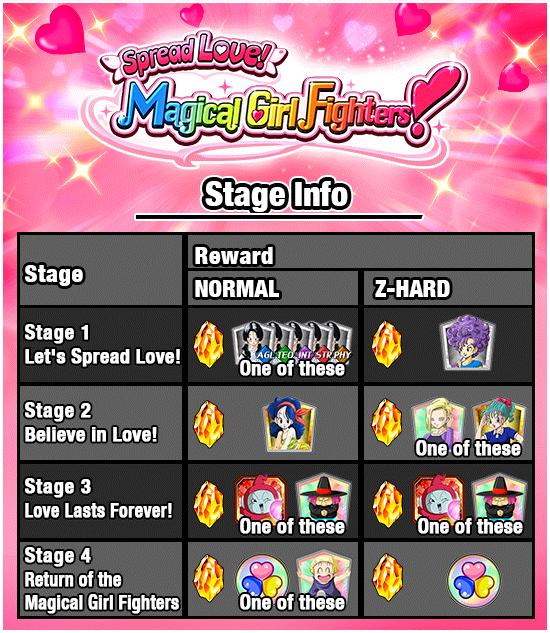 Spread Love!
Magical Girl Fighters!
Stage Info
Stage
Reward
NORMAL
Z-HARD
Stage 1
Let's Spread Love!
AGL TEQ INT STR PHY
One of these
Stage 2
Believe in Love!
One of these
Stage 3
Love Lasts Forever!
One of these
One of these
Stage 4
Return of the
Magical Girl Fighters
One of these